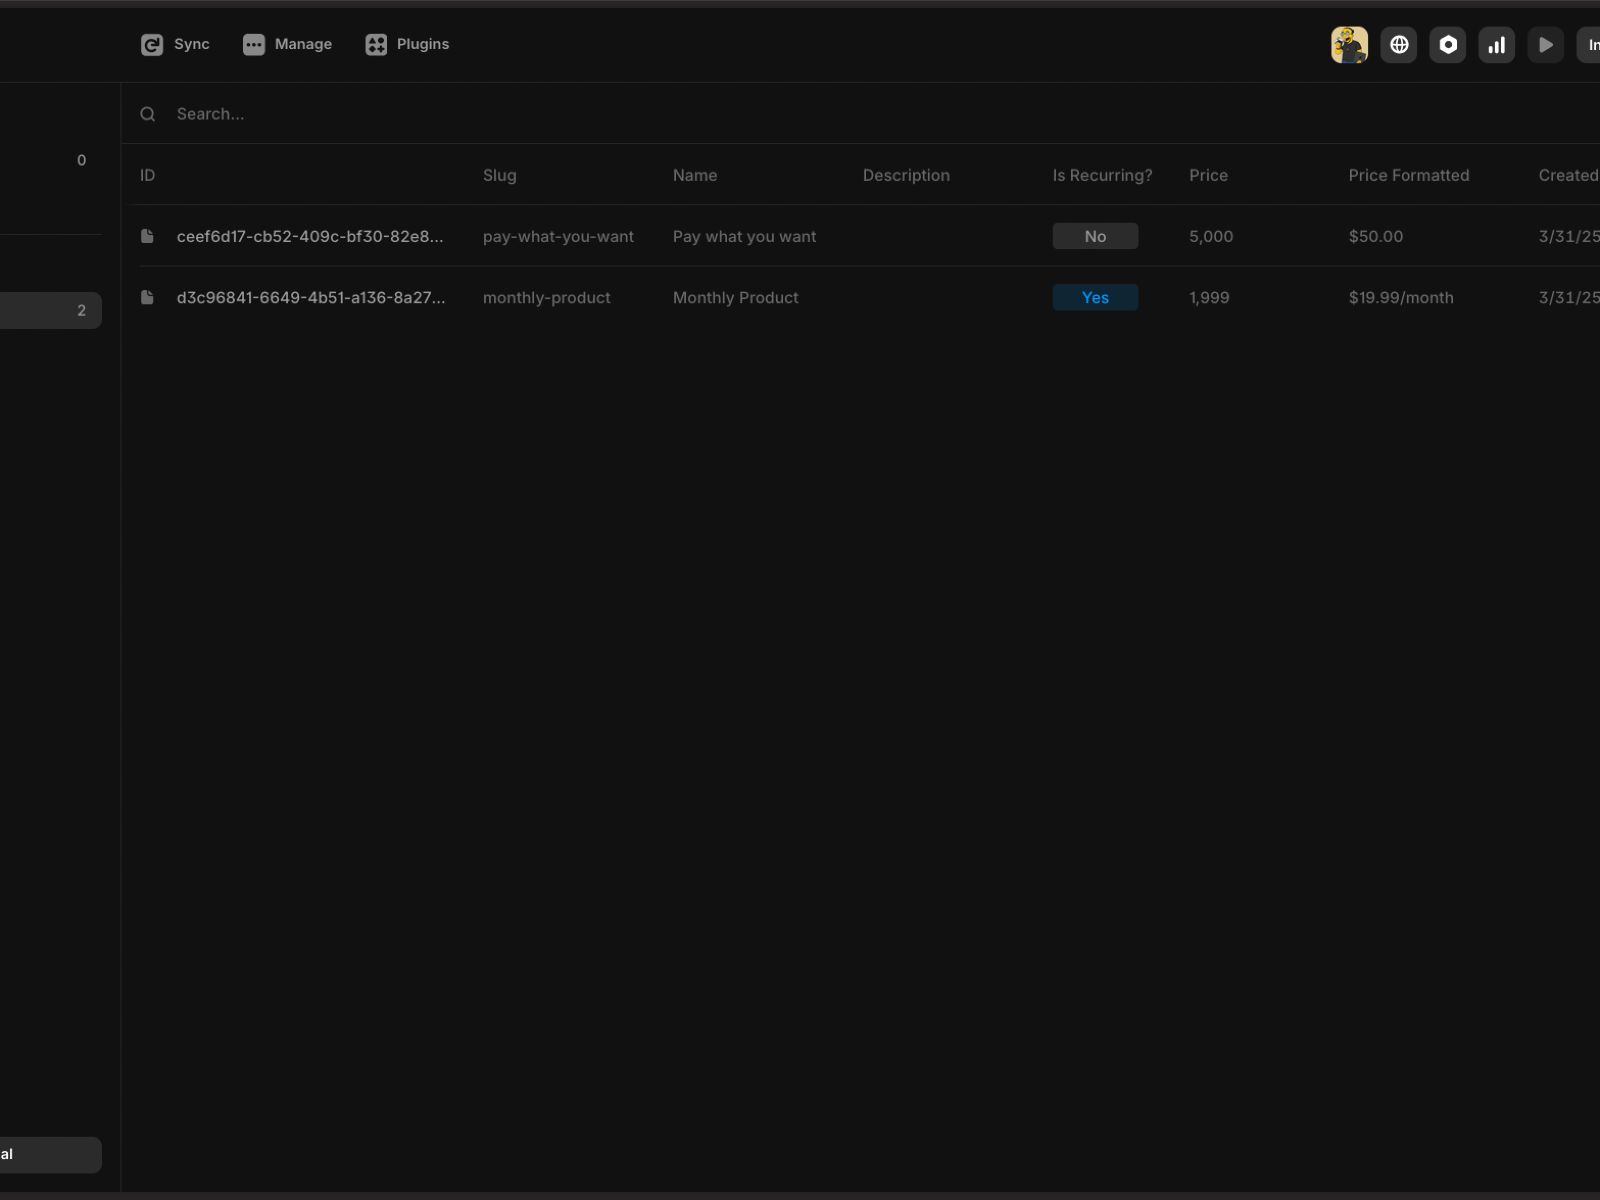 Sync Manage Plugins In
Search...
0
ID Slug Name Description Is Recurring? Price Price Formatted Created
ceef6d17-cb52-409c-bf30-82e8... pay-what-you-want Pay what you want No 5,000 $50.00 3/31/25
d3c96841-6649-4b51-a136-8a27... monthly-product Monthly Product Yes 1,999 $19.99/month 3/31/25
2
al